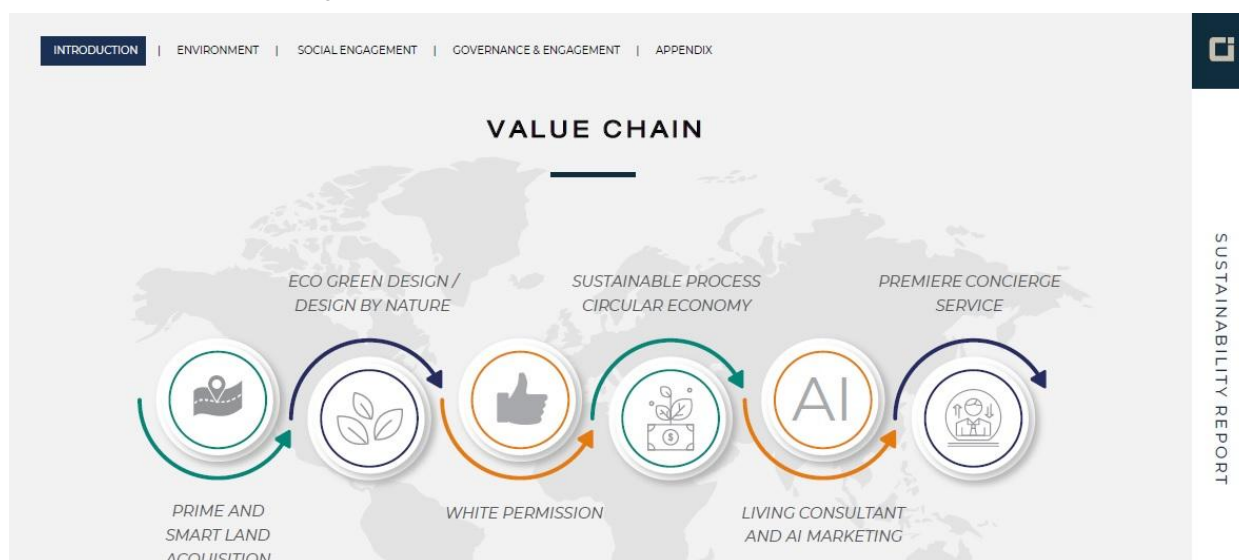 INTRODUCTION | ENVIRONMENT | SOCIAL ENGAGEMENT | GOVERNANCE & ENGAGEMENT | APPENDIX
VALUE CHAIN
ECO GREEN DESIGN /
DESIGN BY NATURE
SUSTAINABLE PROCESS
CIRCULAR ECONOMY
PREMIERE CONCIERGE
SERVICE
AI
$
PRIME AND
SMART LAND
ACQUISITION
WHITE PERMISSION
LIVING CONSULTANT
AND AI MARKETING
SUSTAINABILITY REPORT